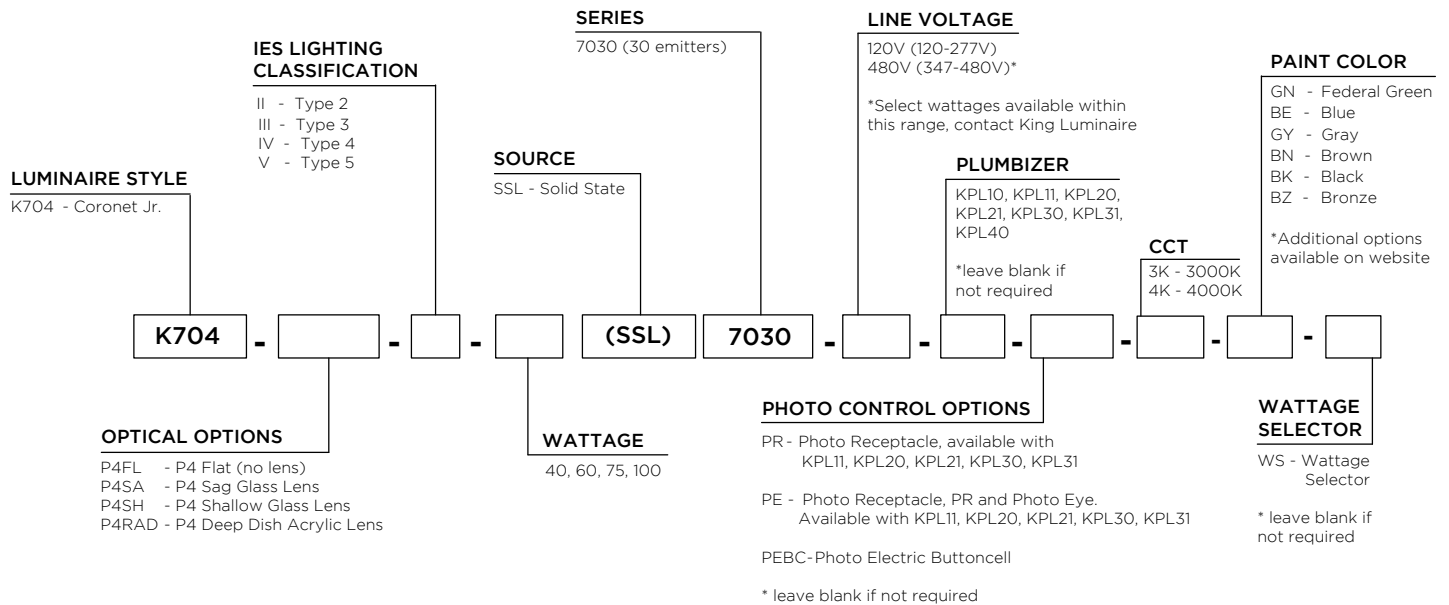 SERIES
7030 (30 emitters)
LINE VOLTAGE
120V (120-277V)
480V (347-480V)*
*Select wattages available within
this range, contact King Luminaire
IES LIGHTING
CLASSIFICATION
II - Type 2
III - Type 3
IV - Type 4
V - Type 5
PAINT COLOR
GN - Federal Green
BE - Blue
GY - Gray
BN - Brown
BK - Black
BZ - Bronze
*Additional options
available on website
SOURCE
SSL - Solid State
PLUMBIZER
KPL10, KPL11, KPL20,
KPL21, KPL30, KPL31,
KPL40
*leave blank if
not required
LUMINAIRE STYLE
K704 - Coronet Jr.
CCT
3K - 3000K
4K - 4000K
K704 - - - (SSL) 7030 - - - - -
OPTICAL OPTIONS
P4FL - P4 Flat (no lens)
P4SA - P4 Sag Glass Lens
P4SH - P4 Shallow Glass Lens
P4RAD - P4 Deep Dish Acrylic Lens
WATTAGE
40, 60, 75, 100
PHOTO CONTROL OPTIONS
PR - Photo Receptacle, available with
KPL11, KPL20, KPL21, KPL30, KPL31
PE - Photo Receptacle, PR and Photo Eye.
Available with KPL11, KPL20, KPL21, KPL30, KPL31
PEBC-Photo Electric Buttoncell
* leave blank if not required
WATTAGE
SELECTOR
WS - Wattage
Selector
* leave blank if
not required